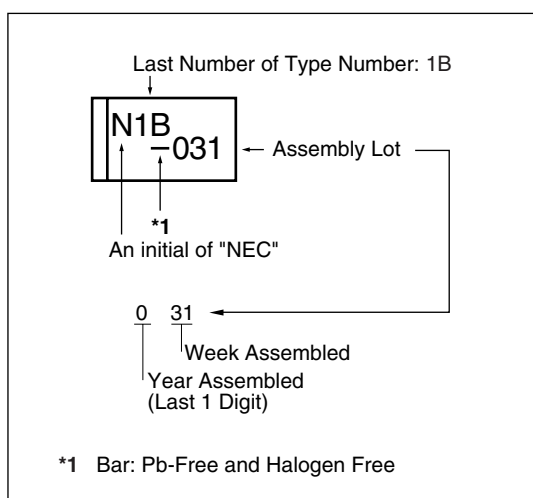 Last Number of Type Number: 1B
N1B
–031
Assembly Lot
*1
An initial of "NEC"
0 31
Week Assembled
Year Assembled
(Last 1 Digit)
*1 Bar: Pb-Free and Halogen Free